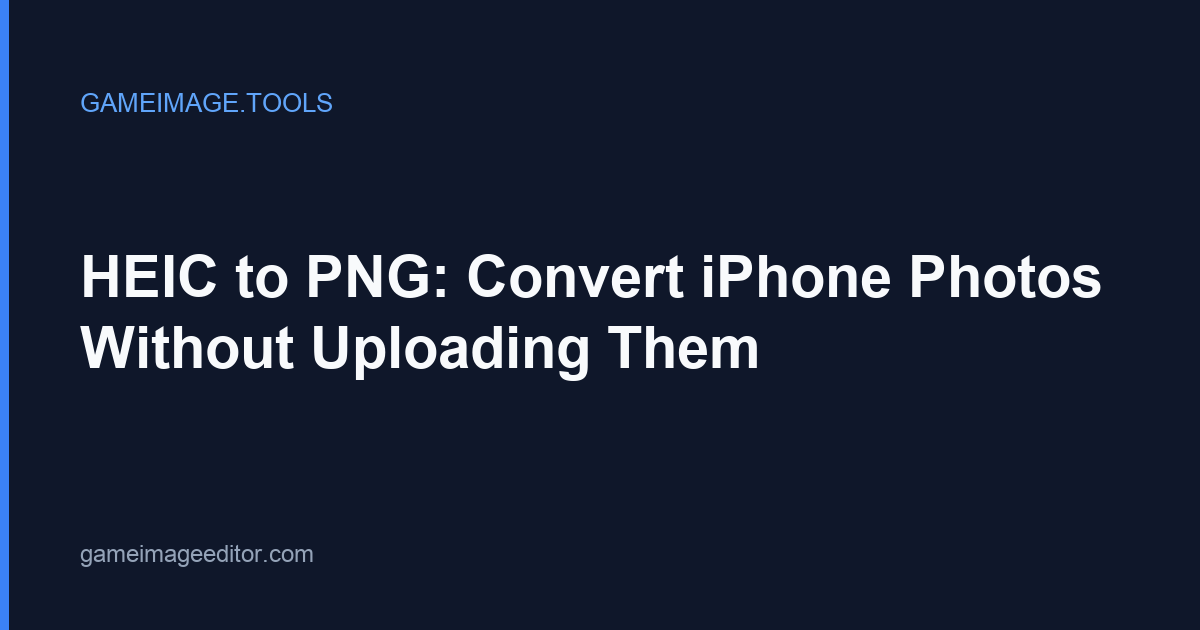 GAMEIMAGE.TOOLS
HEIC to PNG: Convert iPhone Photos
Without Uploading Them
gameimageeditor.com